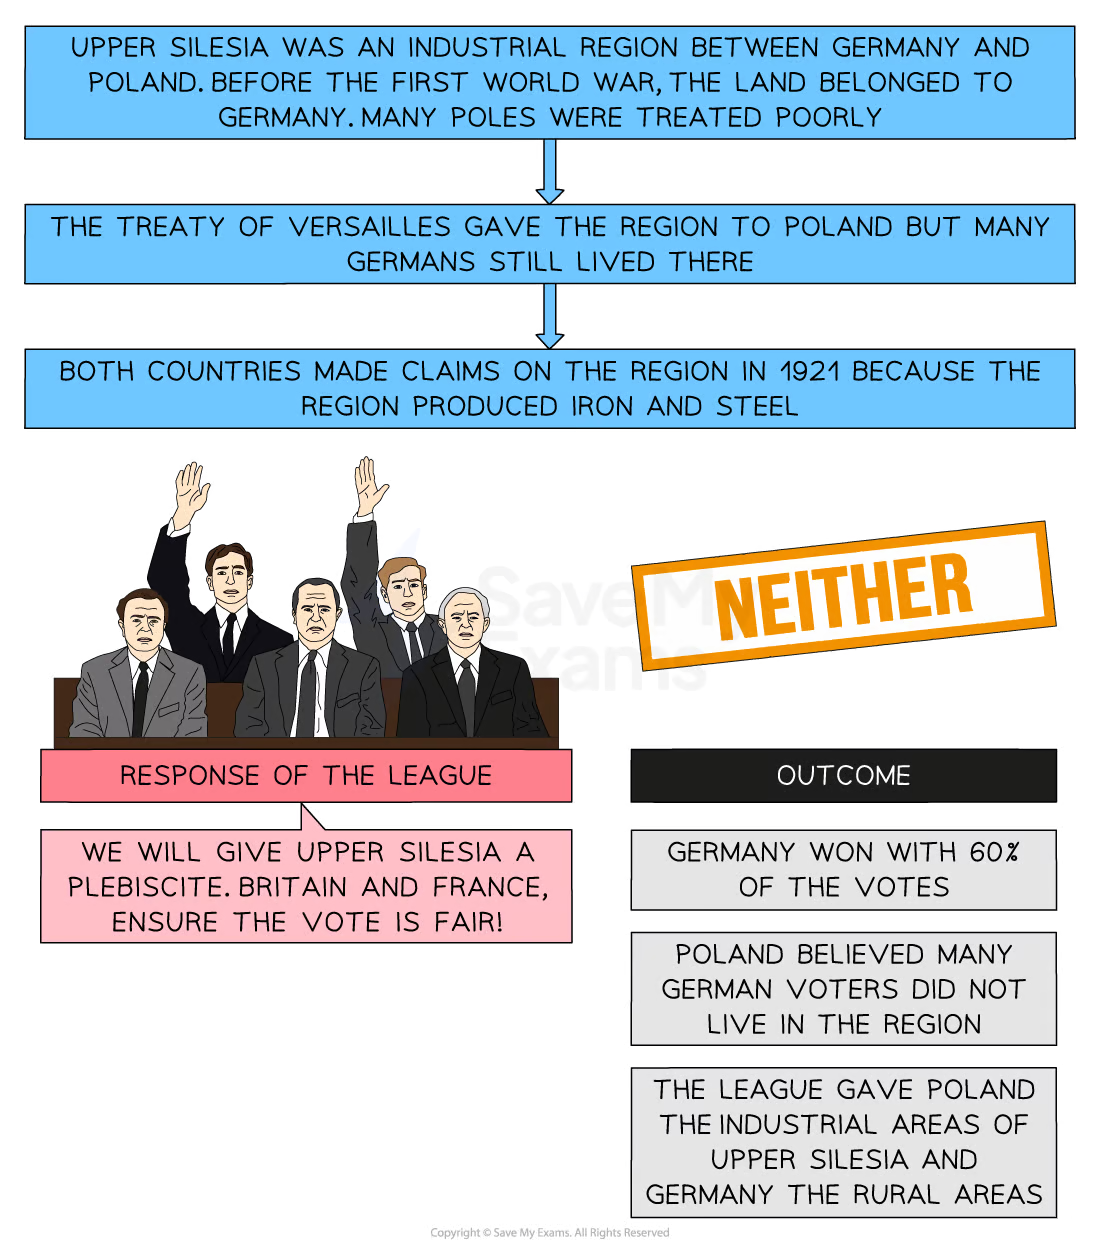 UPPER SILESIA WAS AN INDUSTRIAL REGION BETWEEN GERMANY AND
POLAND. BEFORE THE FIRST WORLD WAR, THE LAND BELONGED TO
GERMANY. MANY POLES WERE TREATED POORLY
THE TREATY OF VERSAILLES GAVE THE REGION TO POLAND BUT MANY
GERMANS STILL LIVED THERE
BOTH COUNTRIES MADE CLAIMS ON THE REGION IN 1921 BECAUSE THE
REGION PRODUCED IRON AND STEEL
NEITHER
SaveMy
Exams
RESPONSE OF THE LEAGUE
WE WILL GIVE UPPER SILESIA A
PLEBISCITE. BRITAIN AND FRANCE,
ENSURE THE VOTE IS FAIR!
OUTCOME
GERMANY WON WITH 60%
OF THE VOTES
POLAND BELIEVED MANY
GERMAN VOTERS DID NOT
LIVE IN THE REGION
THE LEAGUE GAVE POLAND
THE INDUSTRIAL AREAS OF
UPPER SILESIA AND
GERMANY THE RURAL AREAS
Copyright © Save My Exams. All Rights Reserved